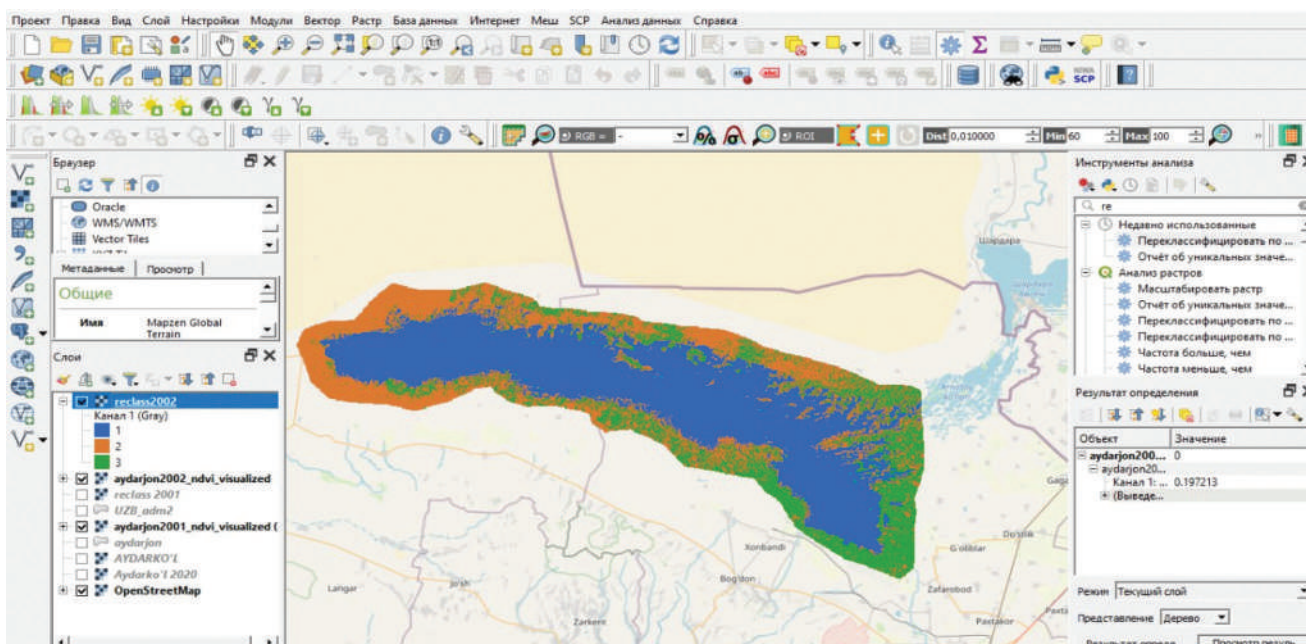 Проект Правка Вид Слой Настройки Модули Вектор Растр База данных Интернет Меш SCP Анализ данных Справка
RGB = - ROI Dist 0,010000 Min 60 Max 100 »
Браузер
Oracle
WMS/WMTS
Vector Tiles
Метаданные Просмотр
Общие
Имя Mapzen Global
Terrain
Слои
reclass2002
Канал 1 (Gray)
1
2
3
aydarjon2002_ndvi_visualized
reclass 2001
UZB_adm2
aydarjon2001_ndvi_visualized (
aydarjon
AYDARKO'L
Aydarko'l 2020
OpenStreetMap
Шардара
Xonbandi
G'oliblar
Do'stlik
Bog'don
Zafarobod
Langar
Jo'sh
Zarkent
Paxtakor
Инструменты анализа
re
Недавно использованные
Переклассифицировать по ...
Отчёт об уникальных значе...
Анализ растров
Масштабировать растр
Отчёт об уникальных значе...
Переклассифицировать по ...
Переклассифицировать по ...
Частота больше, чем
Частота меньше, чем
Результат определения
Объект Значение
aydarjon200... 0
aydarjon20...
Канал 1: ... 0.197213
(Выведе...
Режим Текущий слой
Представление Дерево